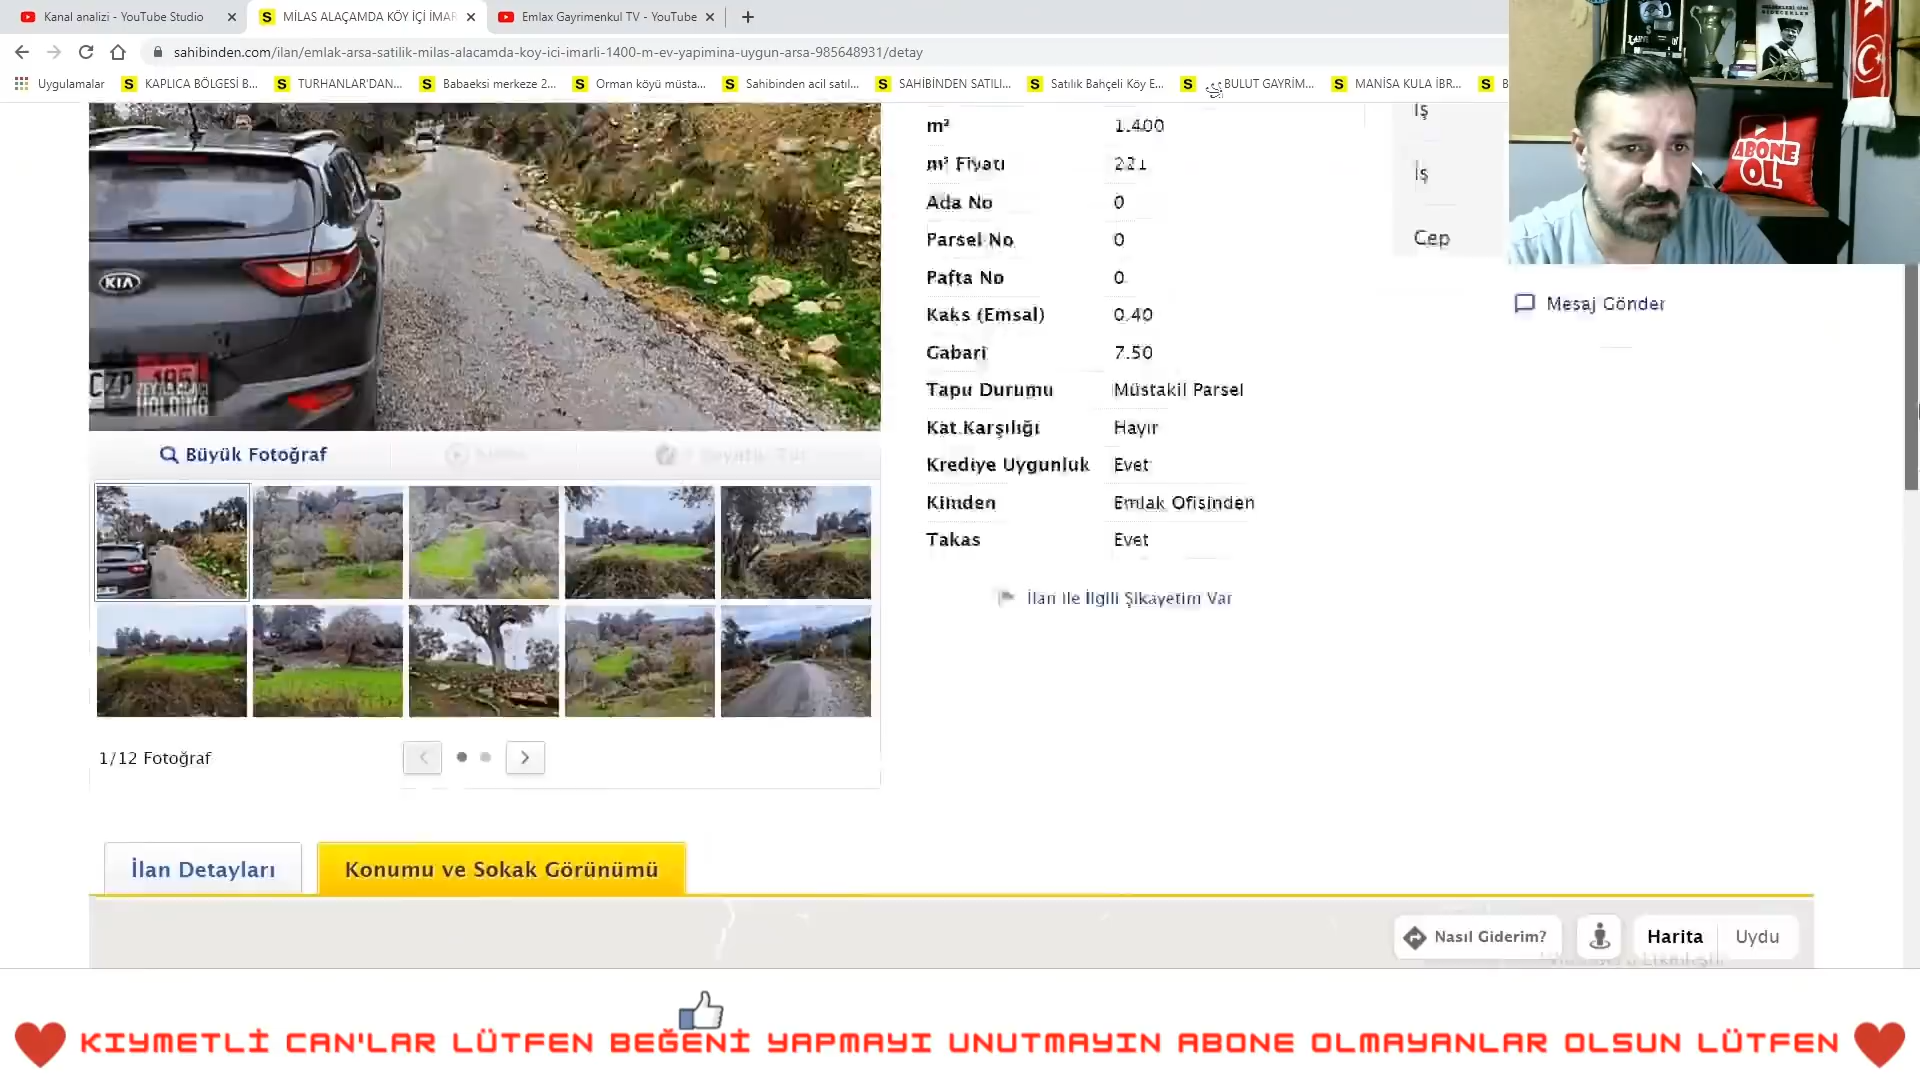 Kanal analizi - YouTube Studio
MİLAS ALAÇAMDA KÖY İÇİ İMAR
Emlax Gayrimenkul TV - YouTube
sahibinden.com/ilan/emlak-arsa-satilik-milas-alacamda-koy-ici-imarli-1400-m-ev-yapimina-uygun-arsa-985648931/detay
Uygulamalar
KAPLICA BÖLGESİ B...
TURHANLAR'DAN...
Babaeksi merkeze 2...
Orman köyü müsta...
Sahibinden acil satıl...
SAHİBİNDEN SATILI...
Satılık Bahçeli Köy E...
BULUT GAYRİM...
MANİSA KULA İBR...
B
ABONE OL
KIA
m² 1.400
m² Fiyatı 221
Ada No 0
Parsel No 0
Pafta No 0
Kaks (Emsal) 0.40
Gabari 7.50
Tapu Durumu Müstakil Parsel
Kat Karşılığı Hayır
Krediye Uygunluk Evet
Kimden Emlak Ofisinden
Takas Evet
İlan ile İlgili Şikayetim Var
İş
İş
Cep
Mesaj Gönder
HOLDING
Büyük Fotoğraf
1/12 Fotoğraf
İlan Detayları
Konumu ve Sokak Görünümü
Nasıl Giderim?
Harita
Uydu
KIYMETLİ CAN'LAR LÜTFEN BEĞENİ YAPMAYI UNUTMAYIN ABONE OLMAYANLAR OLSUN LÜTFEN